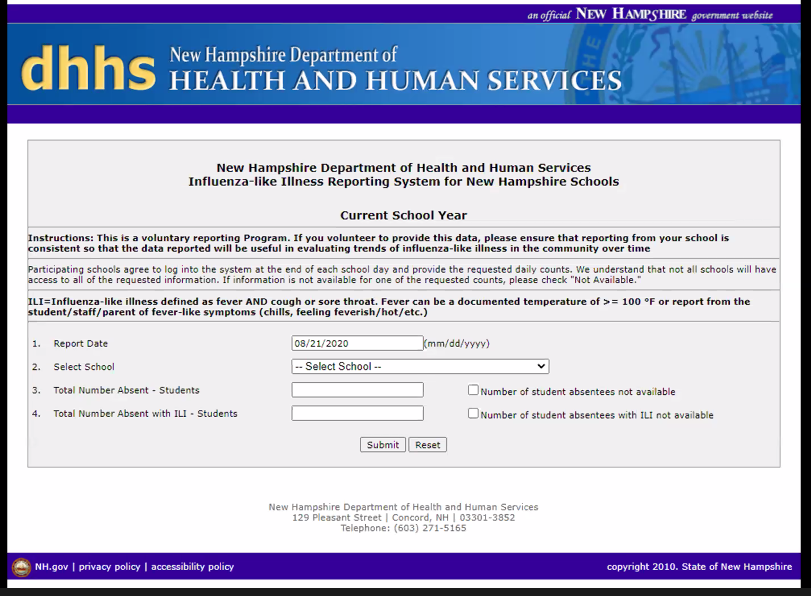 an official NEW HAMPSHIRE government website
dhhs
New Hampshire Department of
HEALTH AND HUMAN SERVICES
New Hampshire Department of Health and Human Services
Influenza-like Illness Reporting System for New Hampshire Schools
Current School Year
Instructions: This is a voluntary reporting Program. If you volunteer to provide this data, please ensure that reporting from your school is
consistent so that the data reported will be useful in evaluating trends of influenza-like illness in the community over time
Participating schools agree to log into the system at the end of each school day and provide the requested daily counts. We understand that not all schools will have
access to all of the requested information. If information is not available for one of the requested counts, please check "Not Available."
ILI=Influenza-like illness defined as fever AND cough or sore throat. Fever can be a documented temperature of >= 100 °F or report from the
student/staff/parent of fever-like symptoms (chills, feeling feverish/hot/etc.)
1. Report Date 08/21/2020 (mm/dd/yyyy)
2. Select School -- Select School --
3. Total Number Absent - Students Number of student absentees not available
4. Total Number Absent with ILI - Students Number of student absentees with ILI not available
Submit Reset
New Hampshire Department of Health and Human Services
129 Pleasant Street | Concord, NH | 03301-3852
Telephone: (603) 271-5165
NH.gov | privacy policy | accessibility policy copyright 2010. State of New Hampshire